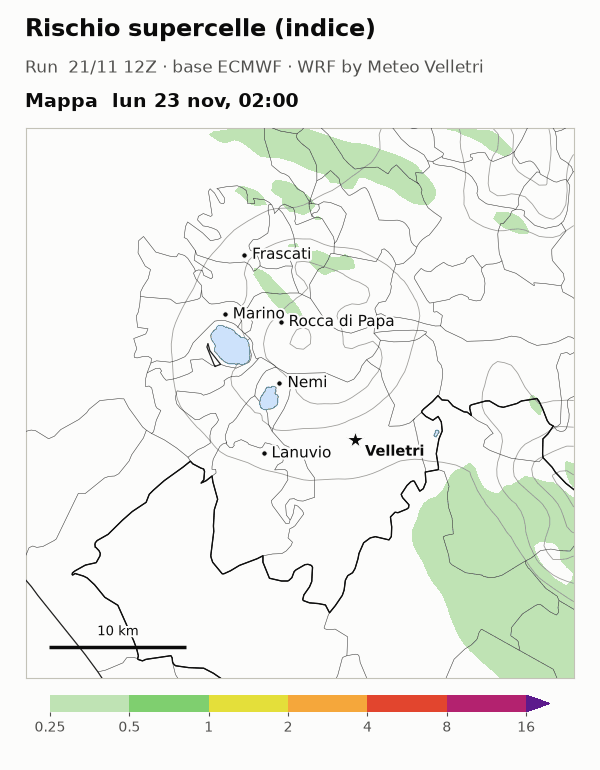 Rischio supercelle (indice)
Run  21/11 12Z · base ECMWF · WRF by Meteo Velletri
Mappa  lun 23 nov, 02:00
Frascati
Marino
Rocca di Papa
Nemi
Velletri
Lanuvio
10 km
0.25 0.5 1 2 4 8 16